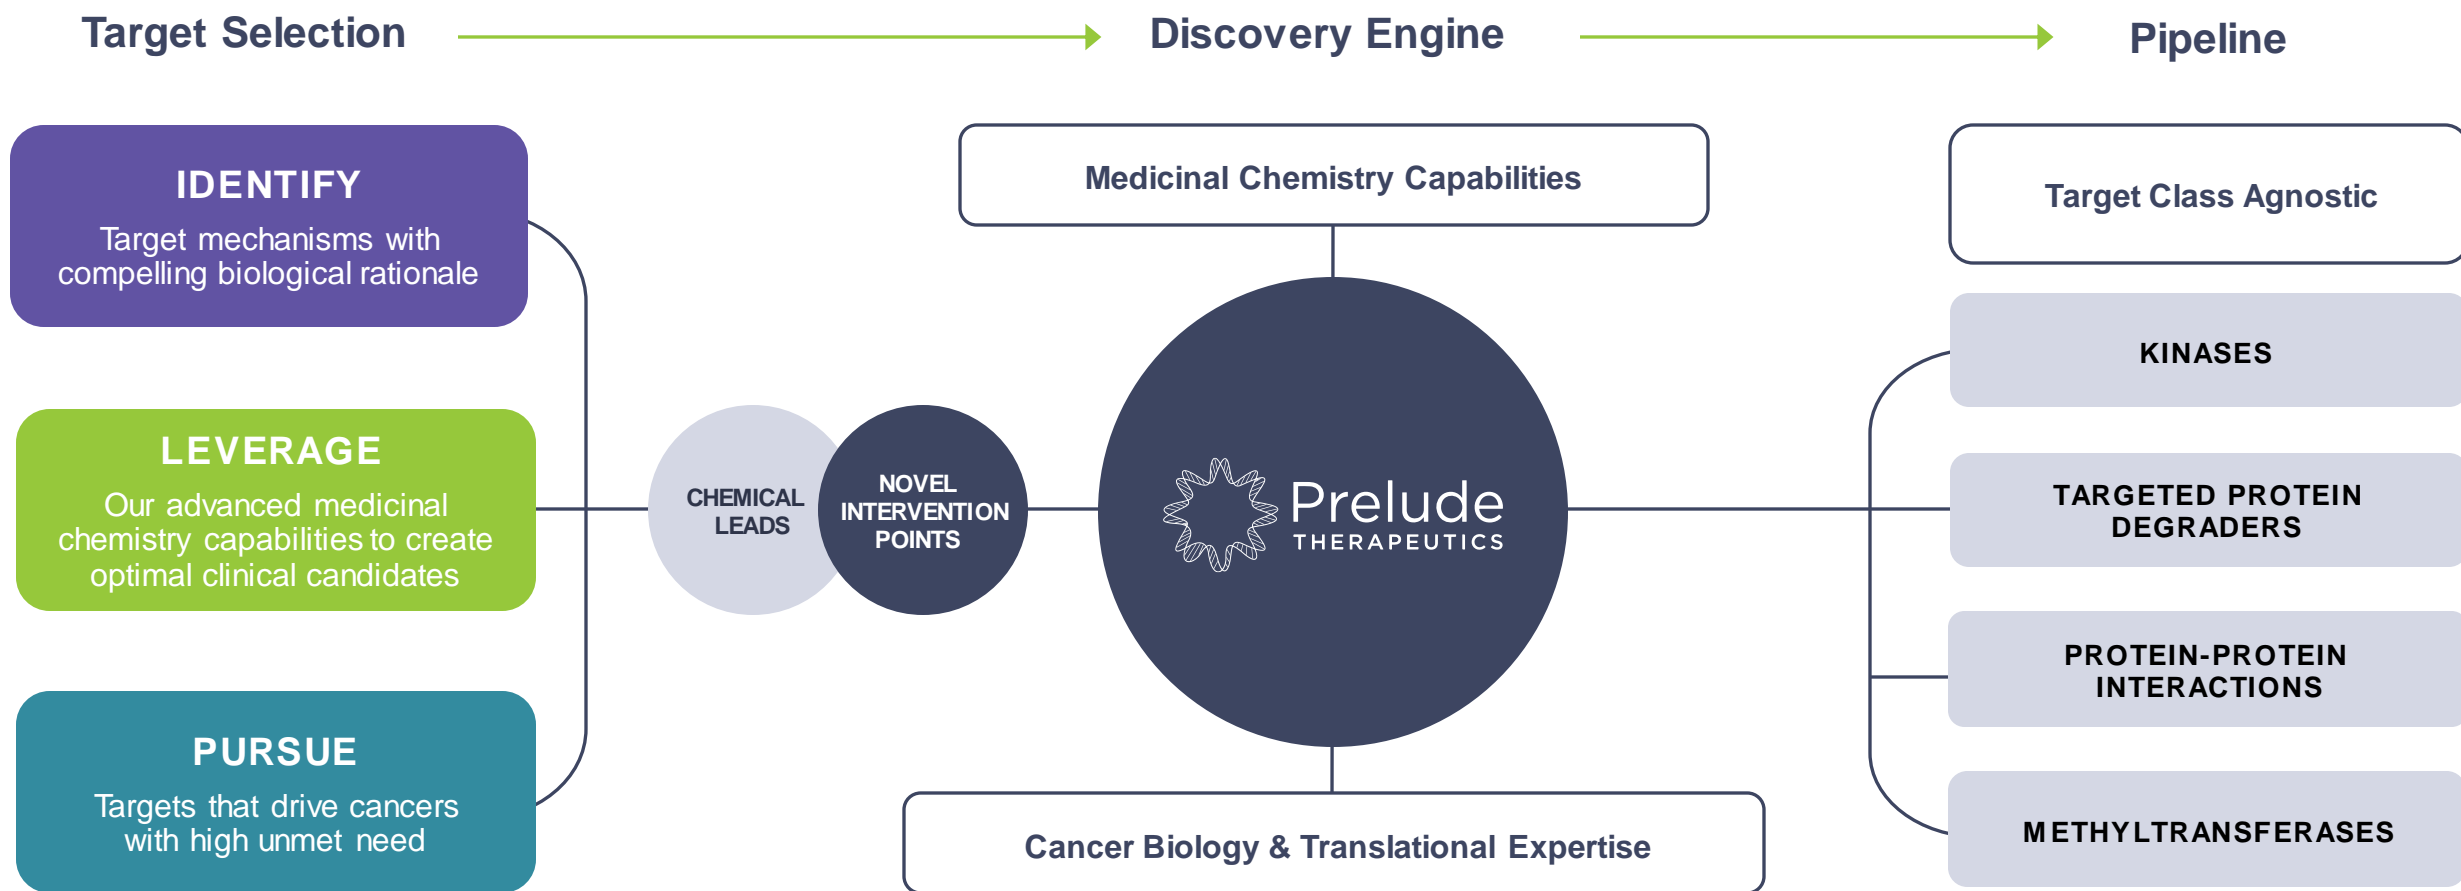 Target Selection
Discovery Engine
Pipeline
IDENTIFY
Target mechanisms with
compelling biological rationale
LEVERAGE
Our advanced medicinal
chemistry capabilities to create
optimal clinical candidates
PURSUE
Targets that drive cancers
with high unmet need
CHEMICAL
LEADS
NOVEL
INTERVENTION
POINTS
Medicinal Chemistry Capabilities
Prelude
THERAPEUTICS
Cancer Biology & Translational Expertise
Target Class Agnostic
KINASES
TARGETED PROTEIN
DEGRADERS
PROTEIN-PROTEIN
INTERACTIONS
METHYLTRANSFERASES